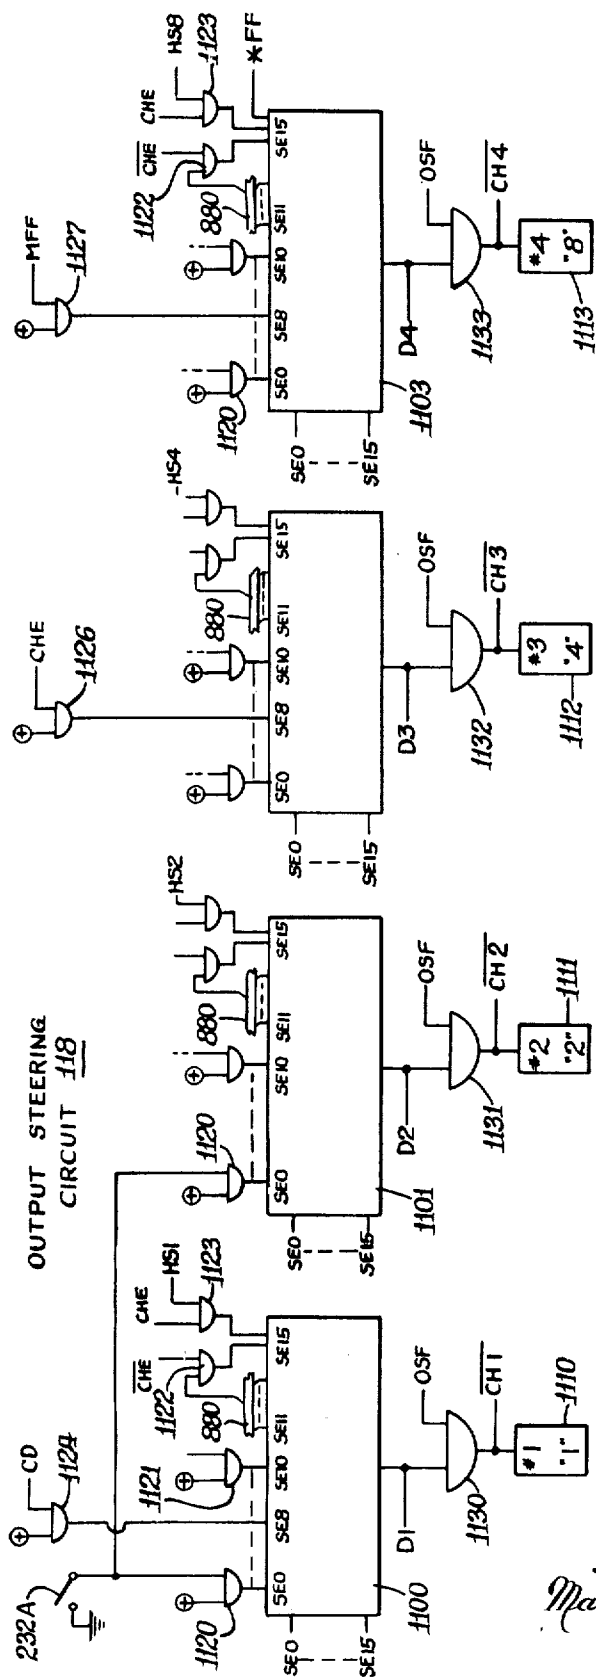 OUTPUT STEERING
CIRCUIT 118
232A
CD
1124
1120
1121
CHE
1122
CHE
HS1
1123
880
SE0
SE8
SE10
SE11
SE15
SE0
SE15
1100
D1
OSF
1130
CH1
#1
"1"
1110
1120
HS2
880
SE0
SE10
SE11
SE15
SE0
SE15
1101
D2
OSF
1131
CH2
#2
"2"
1111
CHE
1126
HS4
880
SE0
SE8
SE10
SE11
SE15
SE0
SE15
D3
OSF
1132
CH3
#3
"4"
1112
MFF
1127
1120
CHE
1122
CHE
HS8
1123
*FF
880
SE0
SE8
SE10
SE11
SE15
SE0
SE15
1103
D4
OSF
1133
CH4
#4
"8"
1113